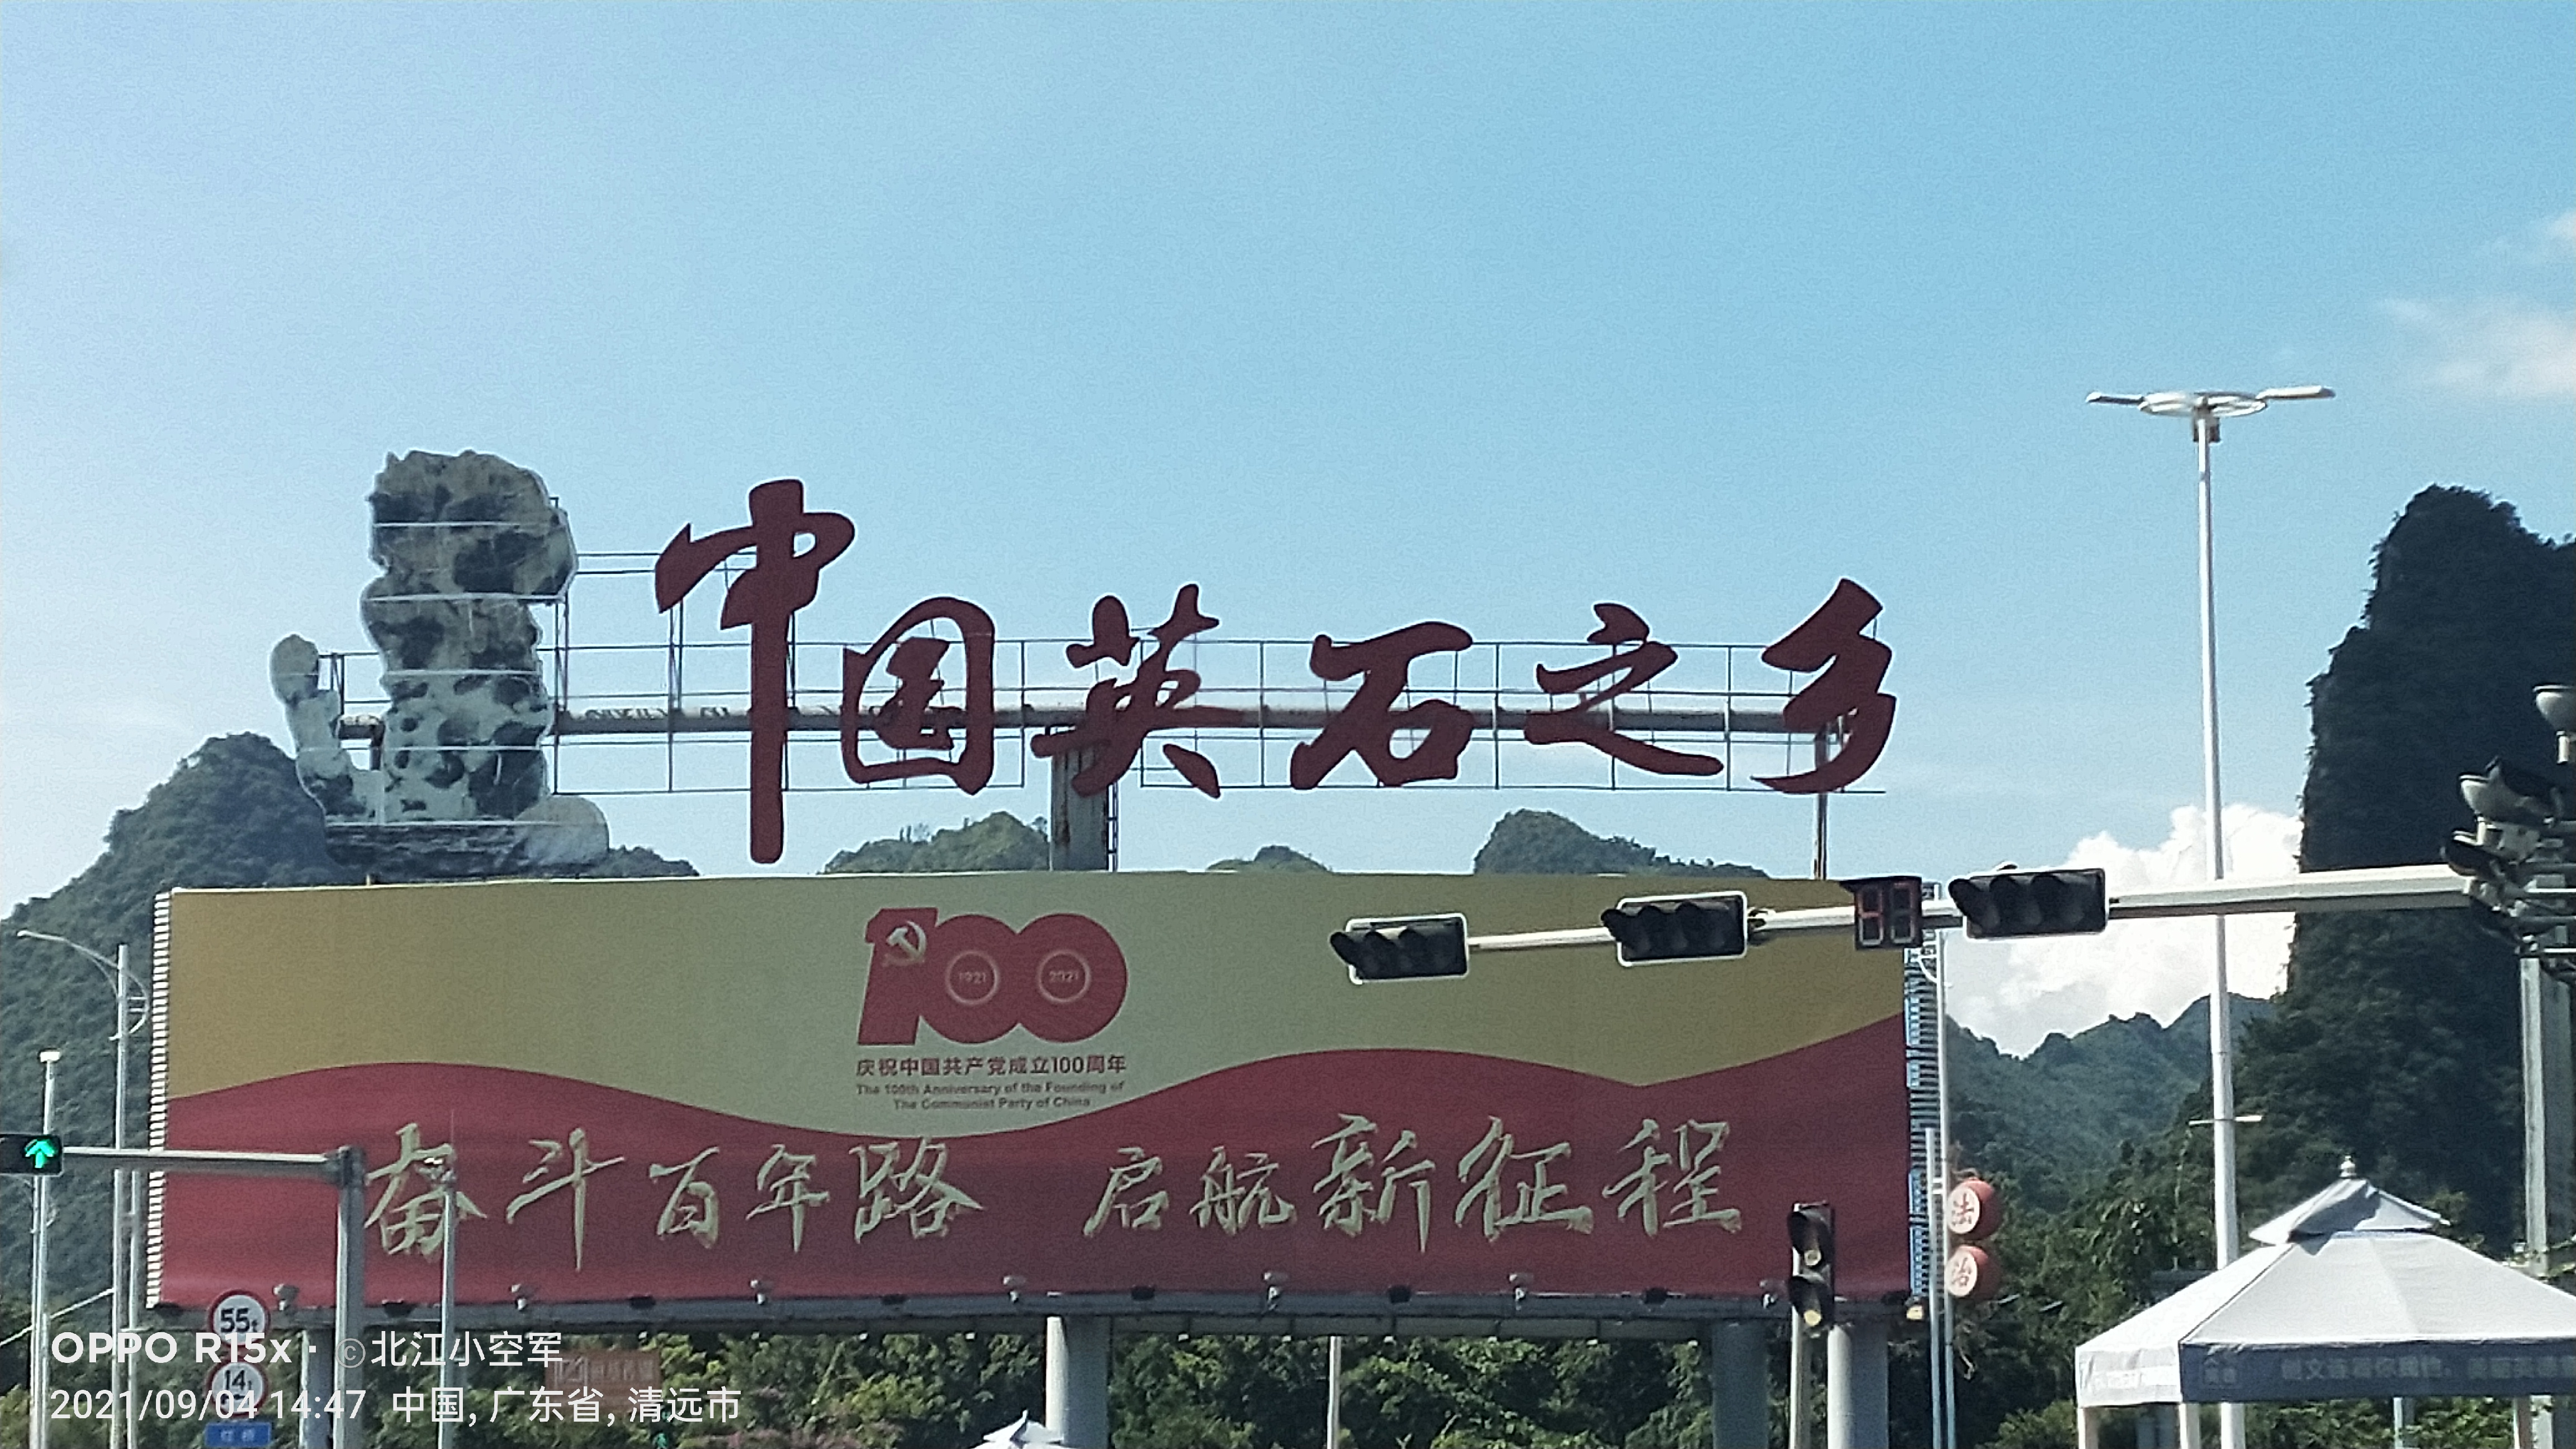 中国英石之乡
100
1921
2021
庆祝中国共产党成立100周年
The 100th Anniversary of the Founding of
The Communist Party of China
奋斗百年路 启航新征程
法
治
55t
14t
OPPO R15x · ©北江小空军
2021/09/04 14:47 中国, 广东省, 清远市